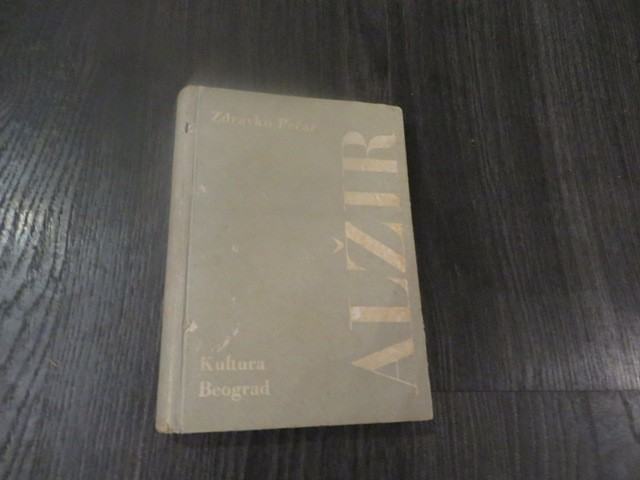 Zdravko Pečar
ALŽIR
Kultura
Beograd